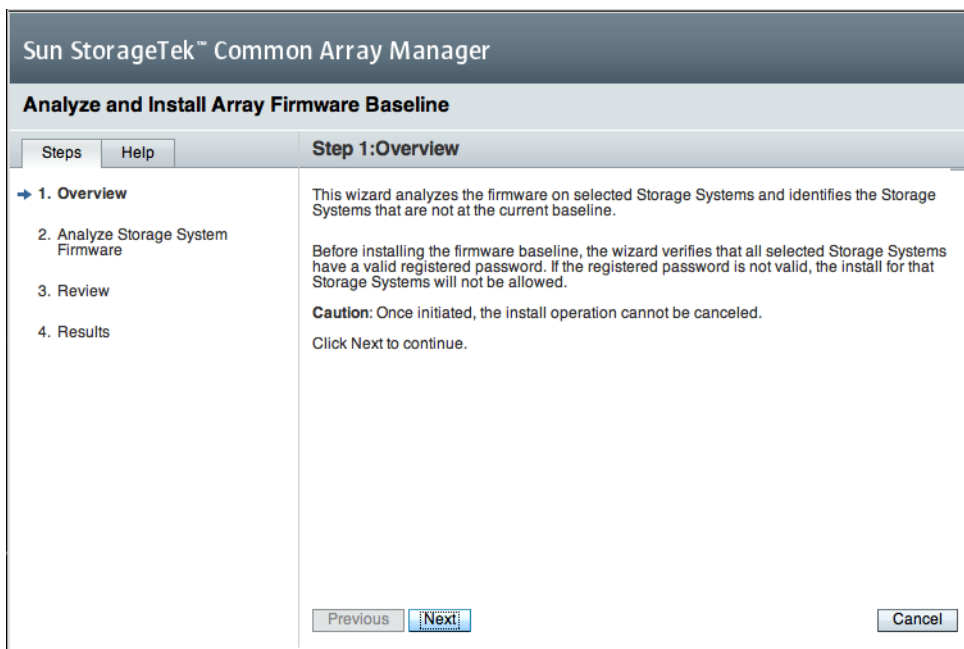 Sun StorageTek™ Common Array Manager
Analyze and Install Array Firmware Baseline
Steps
Help
Step 1:Overview
1. Overview
2. Analyze Storage System
Firmware
3. Review
4. Results
This wizard analyzes the firmware on selected Storage Systems and identifies the Storage
Systems that are not at the current baseline.
Before installing the firmware baseline, the wizard verifies that all selected Storage Systems
have a valid registered password. If the registered password is not valid, the install for that
Storage Systems will not be allowed.
Caution: Once initiated, the install operation cannot be canceled.
Click Next to continue.
Previous
Next
Cancel